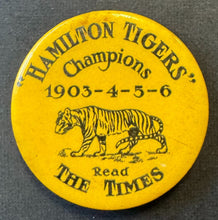 "HAMILTON TIGERS"
Champions
1903-4-5-6
Read
THE TIMES